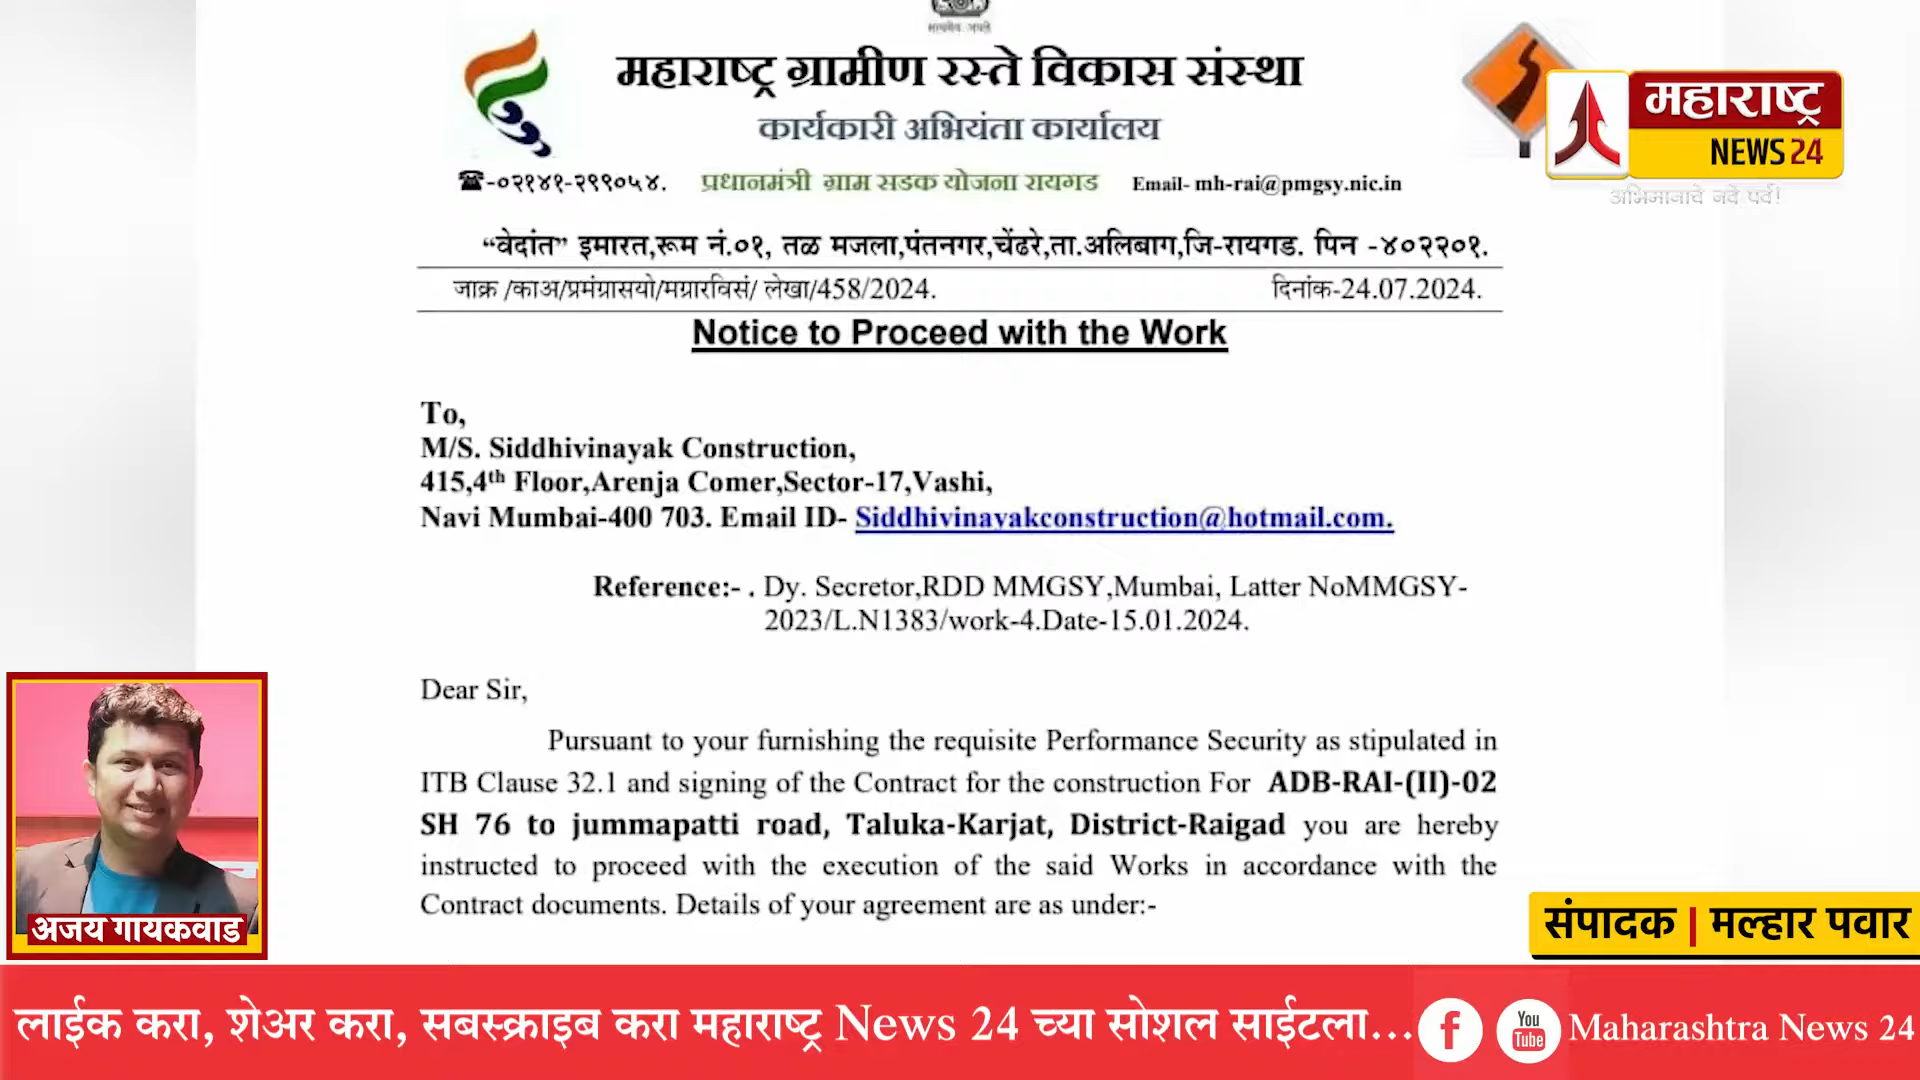 सत्यमेव जयते
महाराष्ट्र ग्रामीण रस्ते विकास संस्था
कार्यकारी अभियंता कार्यालय
☎-०२१४१-२९९०५४. प्रधानमंत्री ग्राम सडक योजना रायगड Email- mh-rai@pmgsy.nic.in
महाराष्ट्र
NEWS 24
अभिमानाचे नवे पर्व!
“वेदांत” इमारत,रूम नं.०१, तळ मजला,पंतनगर,चेंढरे,ता.अलिबाग,जि-रायगड. पिन -४०२२०१.
जाक्र /काअ/प्रमंग्रासयो/मग्रारविसं/ लेखा/458/2024. दिनांक-24.07.2024.
Notice to Proceed with the Work
To,
M/S. Siddhivinayak Construction,
415,4th Floor,Arenja Comer,Sector-17,Vashi,
Navi Mumbai-400 703. Email ID- Siddhivinayakconstruction@hotmail.com.
Reference:- . Dy. Secretor,RDD MMGSY,Mumbai, Latter NoMMGSY-
2023/L.N1383/work-4.Date-15.01.2024.
Dear Sir,
Pursuant to your furnishing the requisite Performance Security as stipulated in
ITB Clause 32.1 and signing of the Contract for the construction For ADB-RAI-(II)-02
SH 76 to jummapatti road, Taluka-Karjat, District-Raigad you are hereby
instructed to proceed with the execution of the said Works in accordance with the
Contract documents. Details of your agreement are as under:-
अजय गायकवाड
संपादक | मल्हार पवार
लाईक करा, शेअर करा, सबस्क्राइब करा महाराष्ट्र News 24 च्या सोशल साईटला... f You Tube Maharashtra News 24